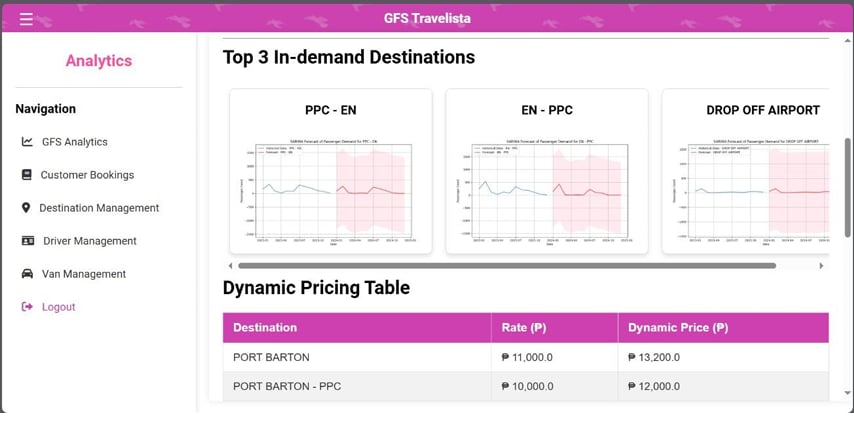 GFS Travelista
Analytics
Navigation
GFS Analytics
Customer Bookings
Destination Management
Driver Management
Van Management
Logout
Top 3 In-demand Destinations
PPC - EN
SARIMA Forecast of Passenger Demand for PPC - EN
EN - PPC
SARIMA Forecast of Passenger Demand for EN - PPC
DROP OFF AIRPORT
SARIMA Forecast of Passenger Demand for DROP OFF AIRPORT
Dynamic Pricing Table
Destination Rate (₱) Dynamic Price (₱)
PORT BARTON ₱ 11,000.0 ₱ 13,200.0
PORT BARTON - PPC ₱ 10,000.0 ₱ 12,000.0